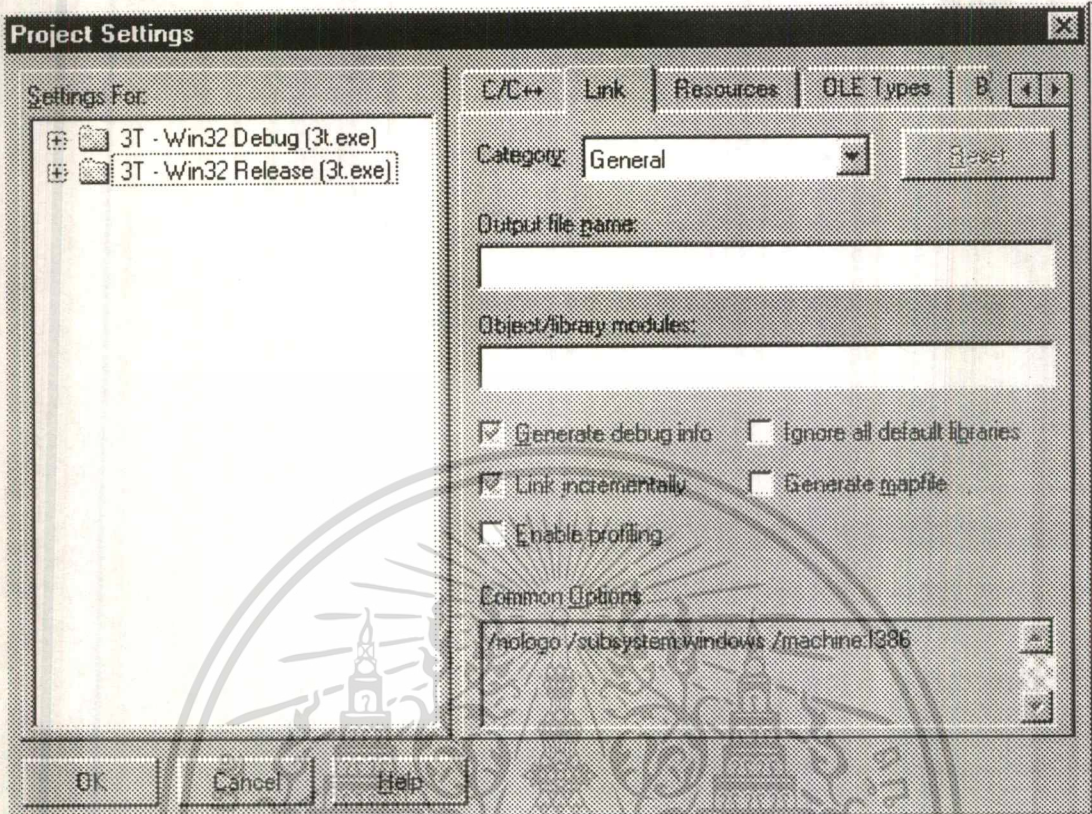 Project Settings
Settings For:
3T - Win32 Debug (3t.exe)
3T - Win32 Release (3t.exe)
C/C++ Link Resources OLE Types B
Category: General Reset
Output file name:
Object/library modules:
Generate debug info Ignore all default libraries
Link incrementally Generate mapfile
Enable profiling
Common Options
/nologo /subsystem:windows /machine:I386
OK Cancel Help